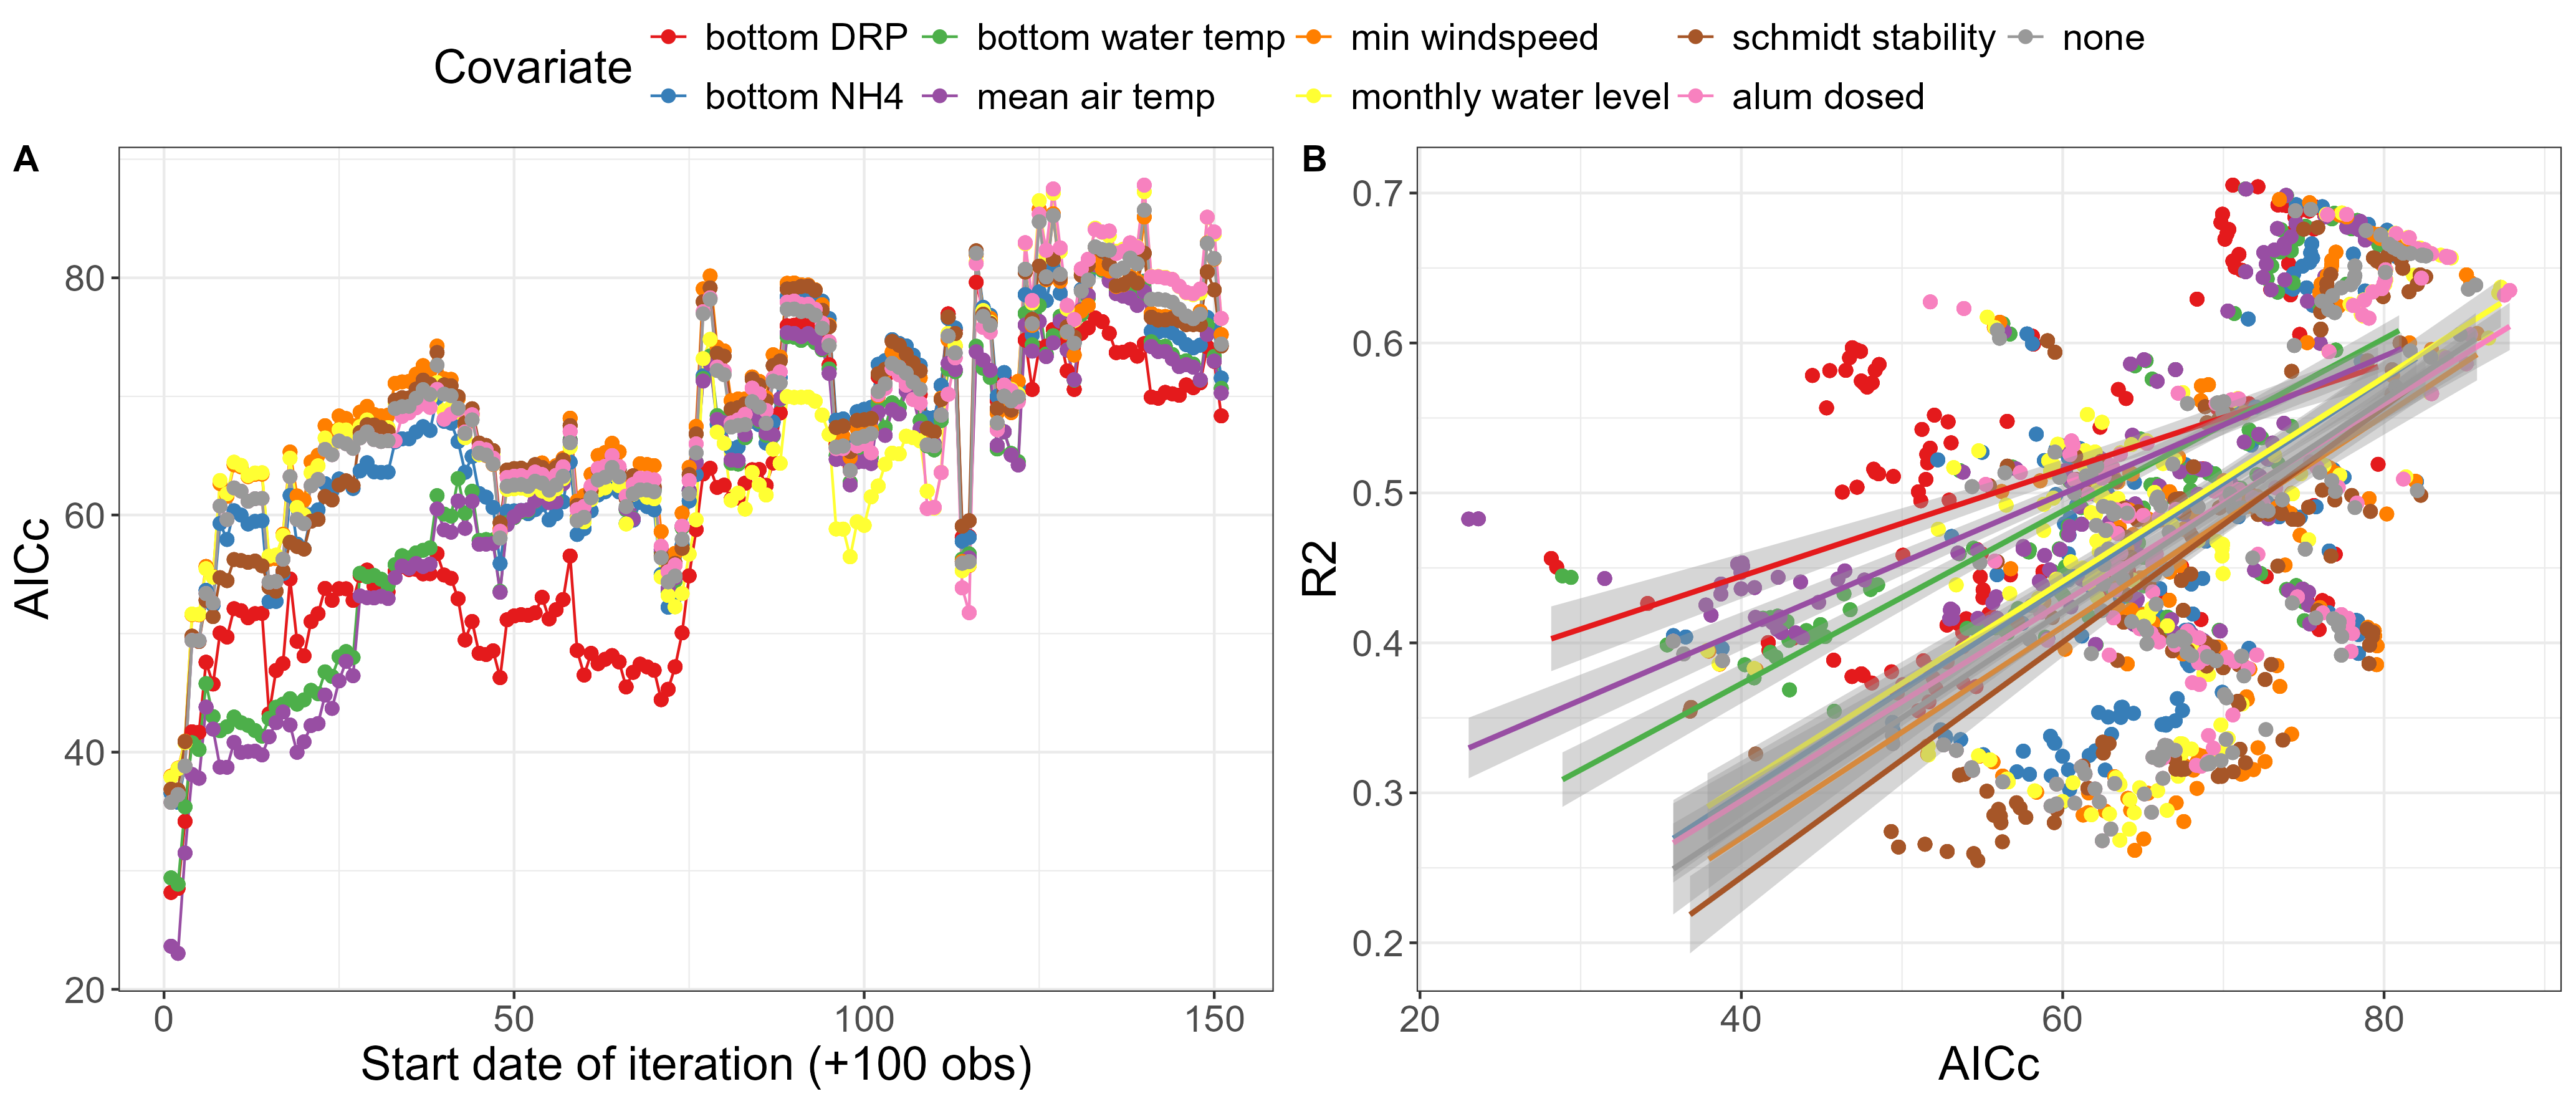 Covariate
bottom DRP bottom water temp min windspeed schmidt stability none
bottom NH4 mean air temp monthly water level alum dosed
A
AICc
80
60
40
20
0 50 100 150
Start date of iteration (+100 obs)
B
R2
0.7
0.6
0.5
0.4
0.3
0.2
20 40 60 80
AICc